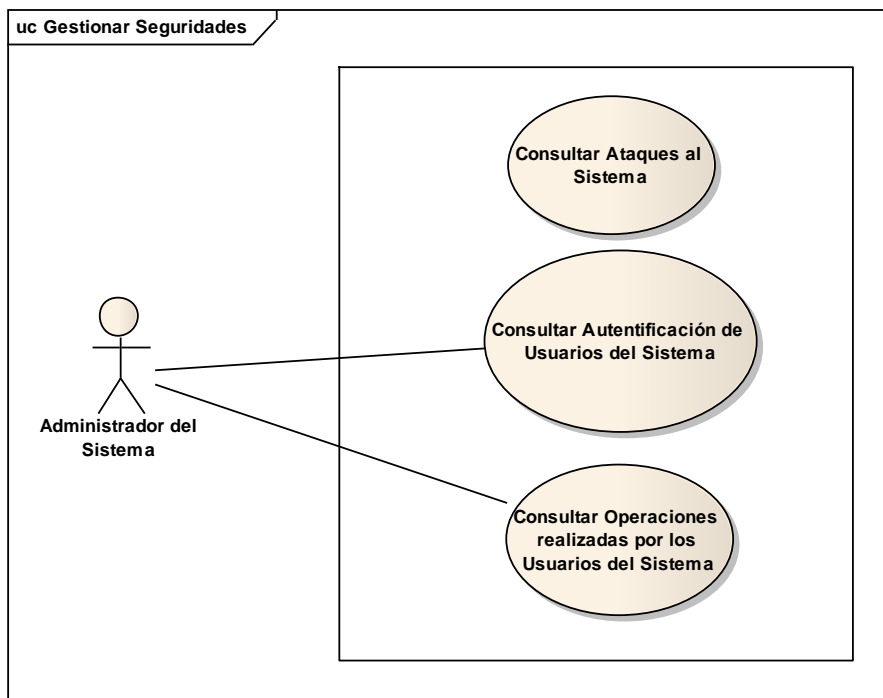 uc Gestionar Seguridades
Consultar Ataques al
Sistema
Consultar Autentificación de
Usuarios del Sistema
Administrador del
Sistema
Consultar Operaciones
realizadas por los
Usuarios del Sistema